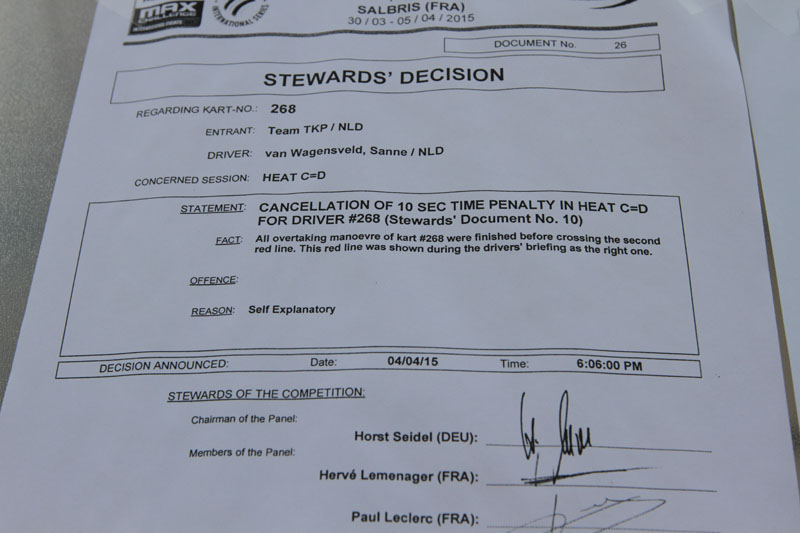 MAX
CHALLENGE
INTERNATIONAL SERIES
SALBRIS (FRA)
30 / 03 - 05 / 04 / 2015
DOCUMENT No. 26
STEWARDS' DECISION
REGARDING KART-NO.: 268
ENTRANT: Team TKP / NLD
DRIVER: van Wagensveld, Sanne / NLD
CONCERNED SESSION: HEAT C=D
STATEMENT: CANCELLATION OF 10 SEC TIME PENALTY IN HEAT C=D
FOR DRIVER #268 (Stewards' Document No. 10)
FACT: All overtaking manoevre of kart #268 were finished before crossing the second
red line. This red line was shown during the drivers' briefing as the right one.
OFFENCE:
REASON: Self Explanatory
DECISION ANNOUNCED: Date: 04/04/15 Time: 6:06:00 PM
STEWARDS OF THE COMPETITION:
Chairman of the Panel:
Horst Seidel (DEU):
Members of the Panel:
Hervé Lemenager (FRA):
Paul Leclerc (FRA):